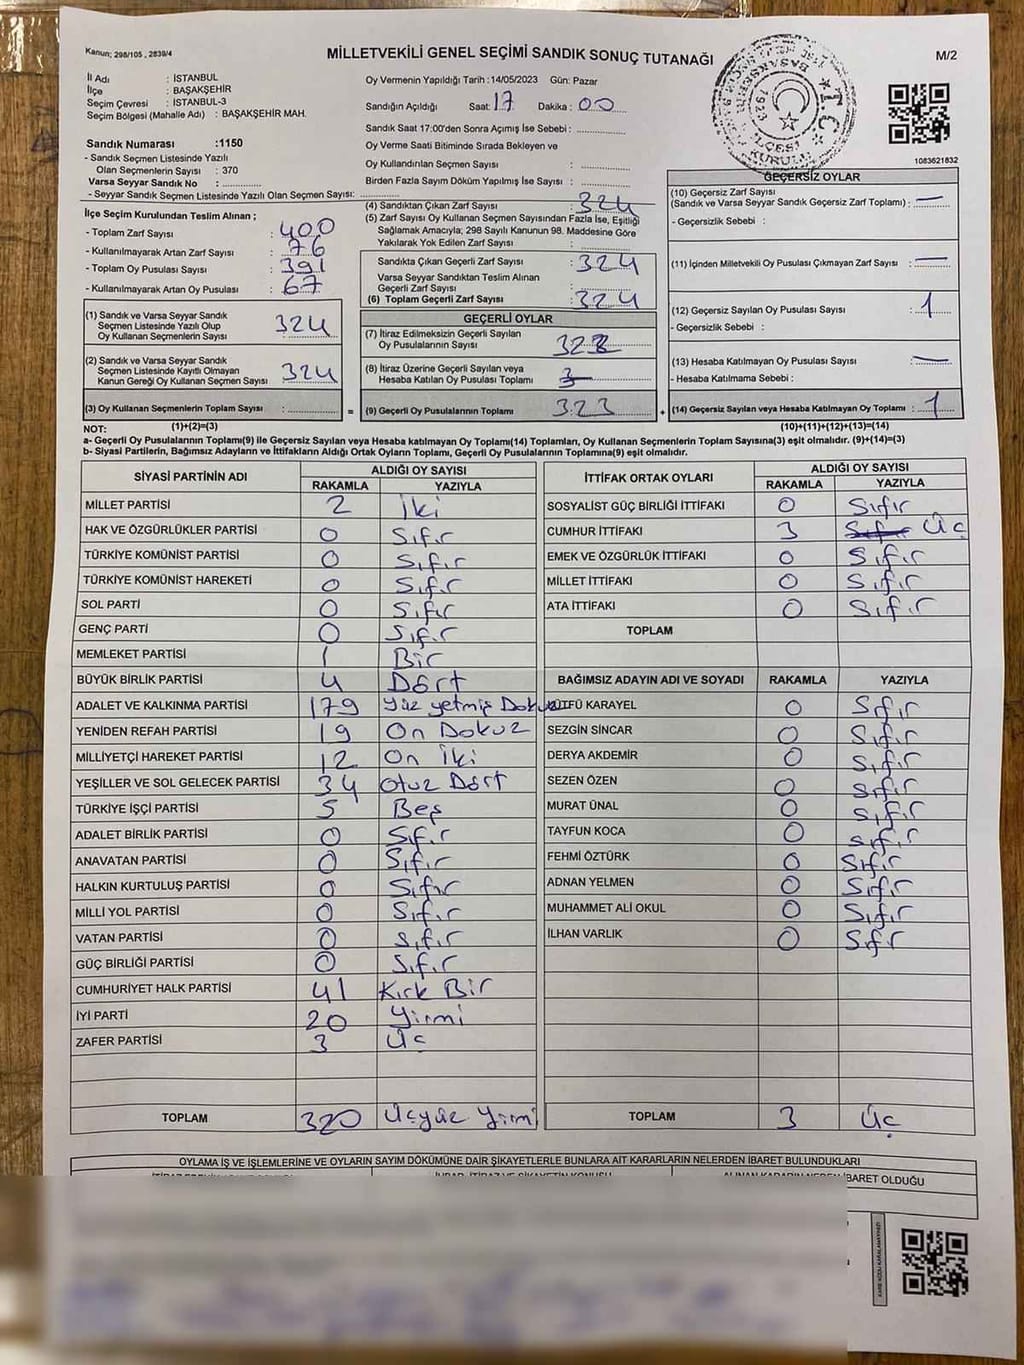 Kanun; 298/105 , 2839/4
MİLLETVEKİLİ GENEL SEÇİMİ SANDIK SONUÇ TUTANAĞI
M/2
İl Adı : İSTANBUL
İlçe : BAŞAKŞEHİR
Seçim Çevresi : İSTANBUL-3
Seçim Bölgesi (Mahalle Adı) : BAŞAKŞEHİR MAH.
Sandık Numarası :1150
- Sandık Seçmen Listesinde Yazılı
Olan Seçmenlerin Sayısı : 370
Varsa Seyyar Sandık No :
- Seyyar Sandık Seçmen Listesinde Yazılı Olan Seçmen Sayısı:
Oy Vermenin Yapıldığı Tarih : 14/05/2023 Gün: Pazar
Sandığın Açıldığı Saat: 17 Dakika : 00
Sandık Saat 17:00'den Sonra Açımış İse Sebebi :
Oy Verme Saati Bitiminde Sırada Bekleyen ve
Oy Kullandırılan Seçmen Sayısı :
Birden Fazla Sayım Döküm Yapılmış İse Sayısı :
T.C.
BAŞAKŞEHİR
1923
İLÇESİ
KURULU
1083621832
İlçe Seçim Kurulundan Teslim Alınan ;
- Toplam Zarf Sayısı : 400
- Kullanılmayarak Artan Zarf Sayısı : 76
- Toplam Oy Pusulası Sayısı : 391
- Kullanılmayarak Artan Oy Pusulası : 67
(1) Sandık ve Varsa Seyyar Sandık
Seçmen Listesinde Yazılı Olup
Oy Kullanan Seçmenlerin Sayısı 324
(2) Sandık ve Varsa Seyyar Sandık
Seçmen Listesinde Kayıtlı Olmayan
Kanun Gereği Oy Kullanan Seçmen Sayısı 324
(3) Oy Kullanan Seçmenlerin Toplam Sayısı :
(4) Sandıktan Çıkan Zarf Sayısı : 324
(5) Zarf Sayısı Oy Kullanan Seçmen Sayısından Fazla İse, Eşitliği
Sağlamak Amacıyla; 298 Sayılı Kanunun 98. Maddesine Göre
Yakılarak Yok Edilen Zarf Sayısı :
Sandıkta Çıkan Geçerli Zarf Sayısı : 324
Varsa Seyyar Sandıktan Teslim Alınan
Geçerli Zarf Sayısı :
(6) Toplam Geçerli Zarf Sayısı : 324
GEÇERLİ OYLAR
(7) İtiraz Edilmeksizin Geçerli Sayılan
Oy Pusulalarının Sayısı
(8) İtiraz Üzerine Geçerli Sayılan veya
Hesaba Katılan Oy Pusulası Toplamı
= (9) Geçerli Oy Pusulalarının Toplamı 323
GEÇERSİZ OYLAR
(10) Geçersiz Zarf Sayısı
(Sandık ve Varsa Seyyar Sandık Geçersiz Zarf Toplamı) : —
- Geçersizlik Sebebi :
(11) İçinden Milletvekili Oy Pusulası Çıkmayan Zarf Sayısı : —
(12) Geçersiz Sayılan Oy Pusulası Sayısı : 1
- Geçersizlik Sebebi :
(13) Hesaba Katılmayan Oy Pusulası Sayısı : —
- Hesaba Katılmama Sebebi :
+ (14) Geçersiz Sayılan veya Hesaba Katılmayan Oy Toplamı : 1
NOT: (1)+(2)=(3) (10)+(11)+(12)+(13)=(14)
a- Geçerli Oy Pusulalarının Toplamı(9) ile Geçersiz Sayılan veya Hesaba katılmayan Oy Toplamı(14) Toplamları, Oy Kullanan Seçmenlerin Toplam Sayısına(3) eşit olmalıdır. (9)+(14)=(3)
b- Siyasi Partilerin, Bağımsız Adayların ve İttifakların Aldığı Ortak Oyların Toplamı, Geçerli Oy Pusulalarının Toplamına(9) eşit olmalıdır.
SİYASİ PARTİNİN ADI ALDIĞI OY SAYISI
RAKAMLA YAZIYLA
MİLLET PARTİSİ 2 İki
HAK VE ÖZGÜRLÜKLER PARTİSİ 0 Sıfır
TÜRKİYE KOMÜNİST PARTİSİ 0 Sıfır
TÜRKİYE KOMÜNİST HAREKETİ 0 Sıfır
SOL PARTİ 0 Sıfır
GENÇ PARTİ 0 Sıfır
MEMLEKET PARTİSİ 1 Bir
BÜYÜK BİRLİK PARTİSİ 4 Dört
ADALET VE KALKINMA PARTİSİ 179 Yüz yetmiş Dokuz
YENİDEN REFAH PARTİSİ 19 On Dokuz
MİLLİYETÇİ HAREKET PARTİSİ 12 On İki
YEŞİLLER VE SOL GELECEK PARTİSİ 34 Otuz Dört
TÜRKİYE İŞÇİ PARTİSİ 5 Beş
ADALET BİRLİK PARTİSİ 0 Sıfır
ANAVATAN PARTİSİ 0 Sıfır
HALKIN KURTULUŞ PARTİSİ 0 Sıfır
MİLLİ YOL PARTİSİ 0 Sıfır
VATAN PARTİSİ 0 Sıfır
GÜÇ BİRLİĞİ PARTİSİ 0 Sıfır
CUMHURİYET HALK PARTİSİ 41 Kırk Bir
İYİ PARTİ 20 Yirmi
ZAFER PARTİSİ 3 Üç
TOPLAM 320 Üçyüz Yirmi
İTTİFAK ORTAK OYLARI ALDIĞI OY SAYISI
RAKAMLA YAZIYLA
SOSYALİST GÜÇ BİRLİĞİ İTTİFAKI 0 Sıfır
CUMHUR İTTİFAKI 3 Sıfır Üç
EMEK VE ÖZGÜRLÜK İTTİFAKI 0 Sıfır
MİLLET İTTİFAKI 0 Sıfır
ATA İTTİFAKI 0 Sıfır
TOPLAM
BAĞIMSIZ ADAYIN ADI VE SOYADI RAKAMLA YAZIYLA
KARAYEL 0 Sıfır
SEZGİN SİNCAR 0 Sıfır
DERYA AKDEMİR 0 Sıfır
SEZEN ÖZEN 0 Sıfır
MURAT ÜNAL 0 Sıfır
TAYFUN KOCA 0 Sıfır
FEHMİ ÖZTÜRK 0 Sıfır
ADNAN YELMEN 0 Sıfır
MUHAMMET ALİ OKUL 0 Sıfır
İLHAN VARLIK 0 Sıfır
TOPLAM 3 Üç
OYLAMA İŞ VE İŞLEMLERİNE VE OYLARIN SAYIM DÖKÜMÜNE DAİR ŞİKAYETLERLE BUNLARA AİT KARARLARIN NELERDEN İBARET BULUNDUKLARI
İBARET OLDUĞU